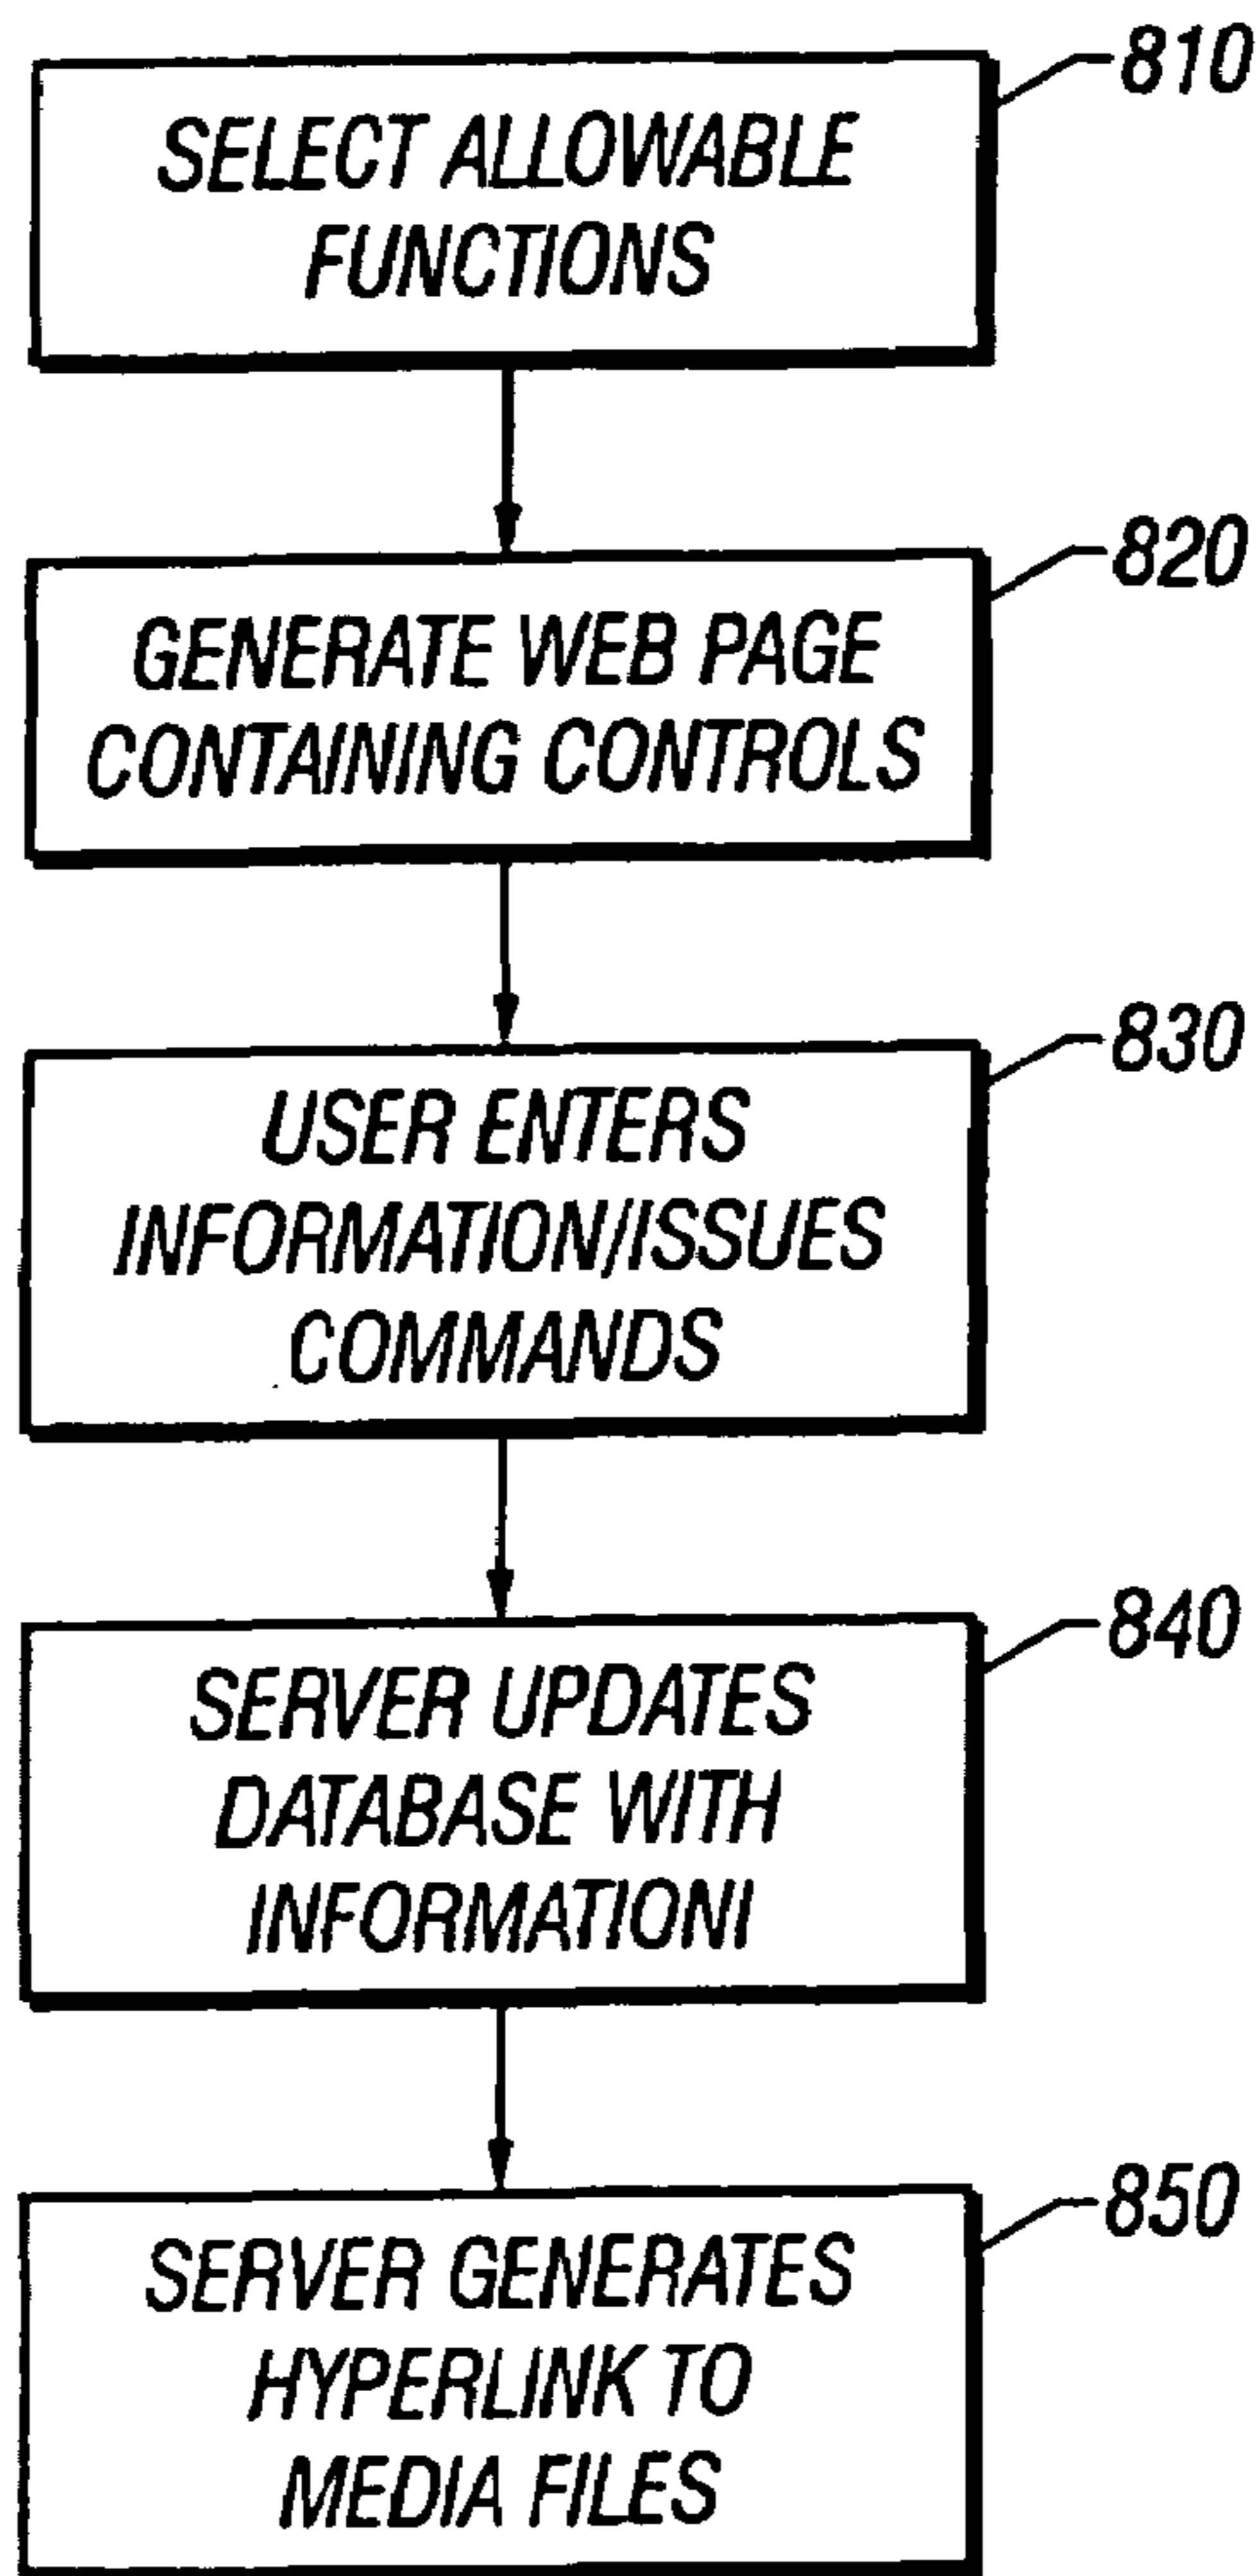 810
SELECT ALLOWABLE
FUNCTIONS
820
GENERATE WEB PAGE
CONTAINING CONTROLS
830
USER ENTERS
INFORMATION/ISSUES
COMMANDS
840
SERVER UPDATES
DATABASE WITH
INFORMATIONI
850
SERVER GENERATES
HYPERLINK TO
MEDIA FILES